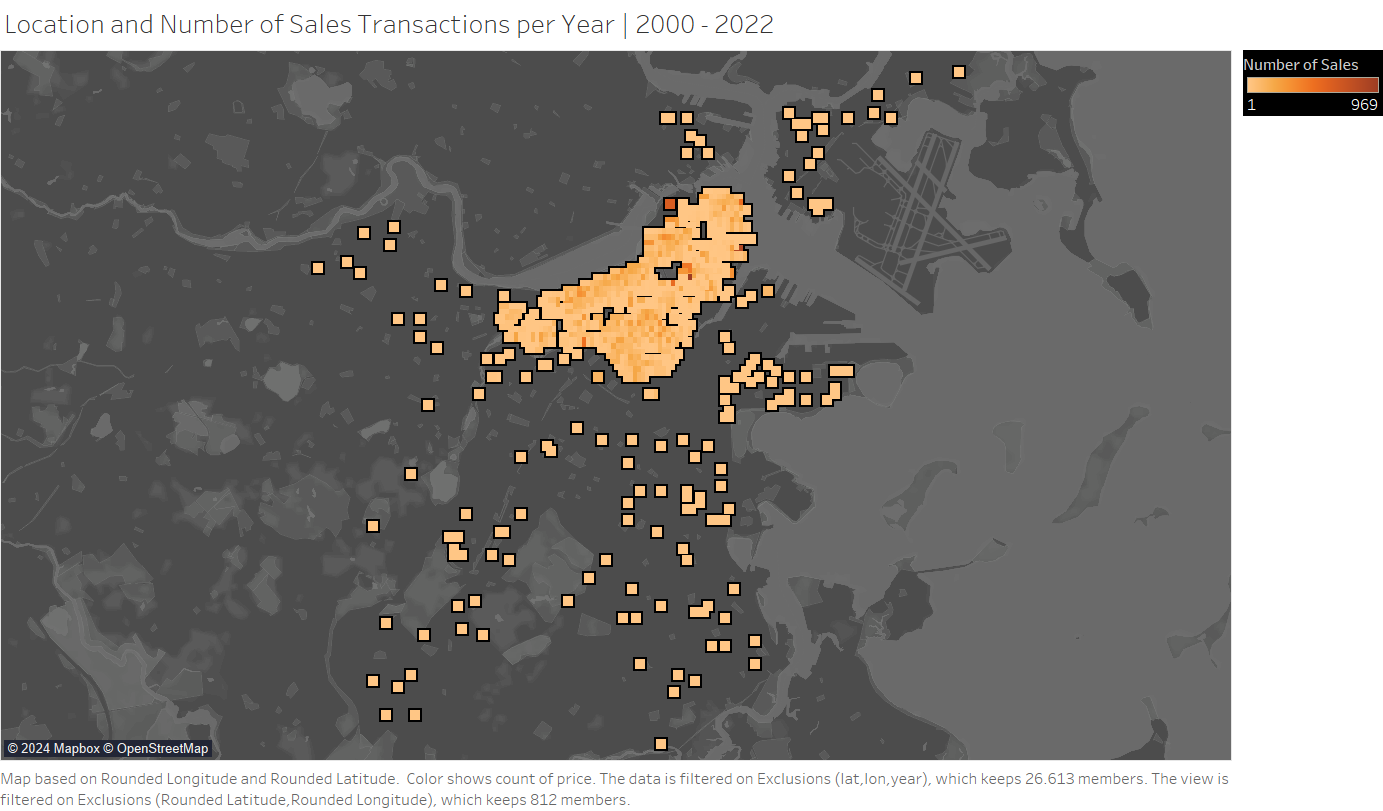 Location and Number of Sales Transactions per Year | 2000 - 2022
Number of Sales
1 969
© 2024 Mapbox © OpenStreetMap
Map based on Rounded Longitude and Rounded Latitude. Color shows count of price. The data is filtered on Exclusions (lat,lon,year), which keeps 26.613 members. The view is
filtered on Exclusions (Rounded Latitude,Rounded Longitude), which keeps 812 members.